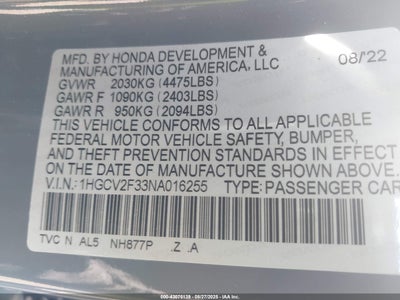 MFD. BY HONDA DEVELOPMENT & 08/22
MANUFACTURING OF AMERICA, LLC
GVWR 2030KG (4475LBS)
GAWR F 1090KG (2403LBS)
GAWR R 950KG (2094LBS)
THIS VEHICLE CONFORMS TO ALL APPLICABLE
FEDERAL MOTOR VEHICLE SAFETY, BUMPER,
AND THEFT PREVENTION STANDARDS IN EFFECT
ON THE DATE OF MANUFACTURE SHOWN ABOVE.
V.I.N.: 1HGCV2F33NA016255 TYPE: PASSENGER CAR
TVC N AL5 NH877P .Z .A